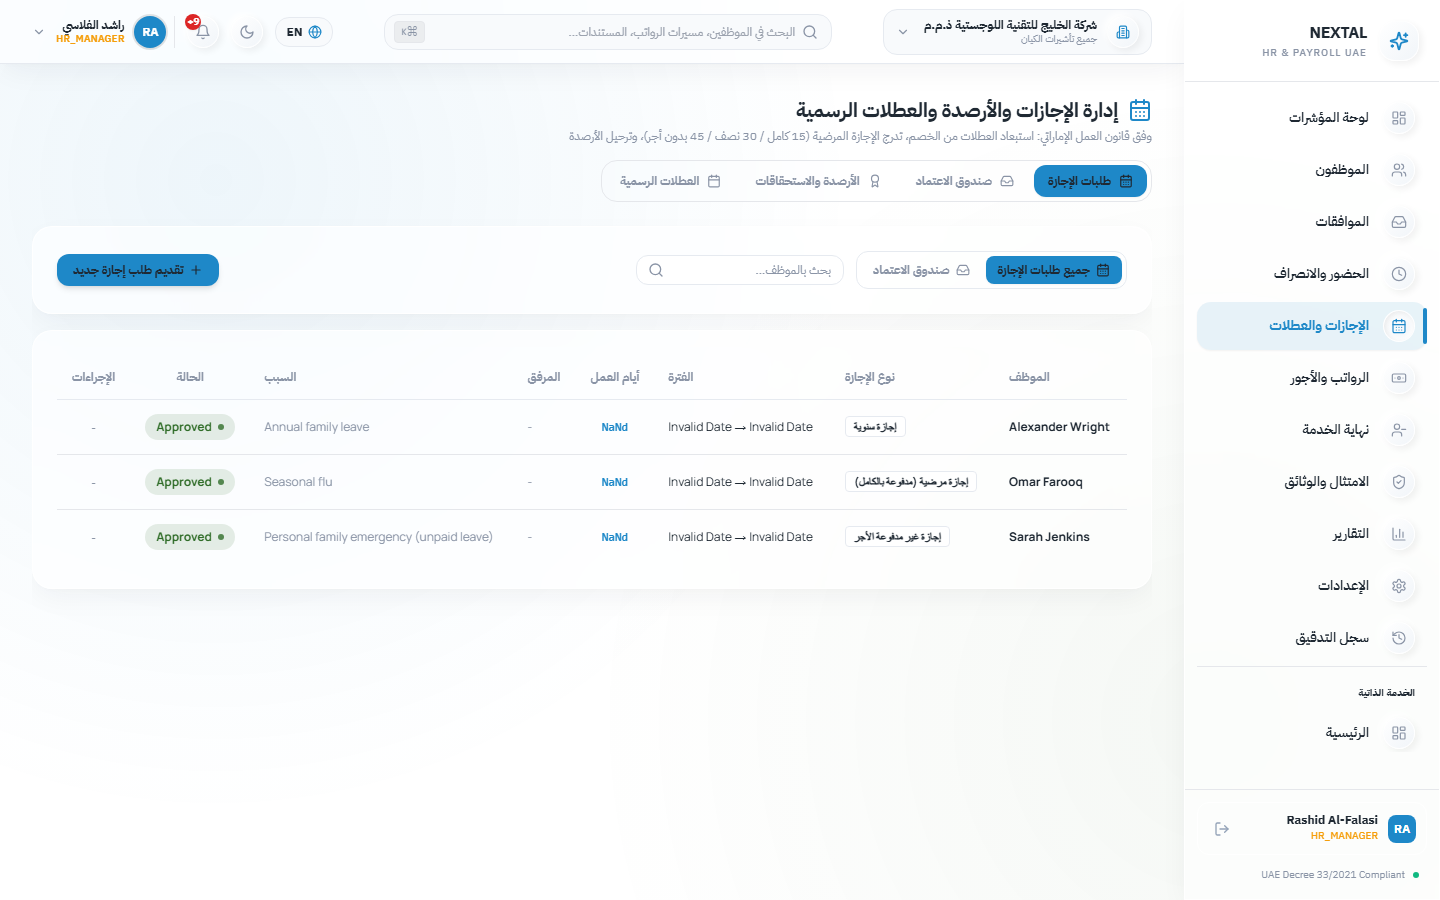 NEXTAL
HR & PAYROLL UAE
لوحة المؤشرات
الموظفون
الموافقات
الحضور والانصراف
الإجازات والعطلات
الرواتب والأجور
نهاية الخدمة
الامتثال والوثائق
التقارير
الإعدادات
سجل التدقيق
الخدمة الذاتية
الرئيسية
RA
Rashid Al-Falasi
HR_MANAGER
UAE Decree 33/2021 Compliant
شركة الخليج للتقنية اللوجستية ذ.م.م
جميع تأشيرات الكيان
البحث في الموظفين، مسيرات الرواتب، المستندات...
⌘K
EN
+9
RA
راشد الفلاسي
HR_MANAGER
إدارة الإجازات والأرصدة والعطلات الرسمية
وفق قانون العمل الإماراتي: استبعاد العطلات من الخصم، تدرج الإجازة المرضية (15 كامل / 30 نصف / 45 بدون أجر)، وترحيل الأرصدة
طلبات الإجازة
صندوق الاعتماد
الأرصدة والاستحقاقات
العطلات الرسمية
جميع طلبات الإجازة
صندوق الاعتماد
بحث بالموظف...
تقديم طلب إجازة جديد
الموظف نوع الإجازة الفترة أيام العمل المرفق السبب الحالة الإجراءات
Alexander Wright إجازة سنوية Invalid Date → Invalid Date NaNd - Annual family leave Approved -
Omar Farooq إجازة مرضية (مدفوعة بالكامل) Invalid Date → Invalid Date NaNd - Seasonal flu Approved -
Sarah Jenkins إجازة غير مدفوعة الأجر Invalid Date → Invalid Date NaNd - Personal family emergency (unpaid leave) Approved -